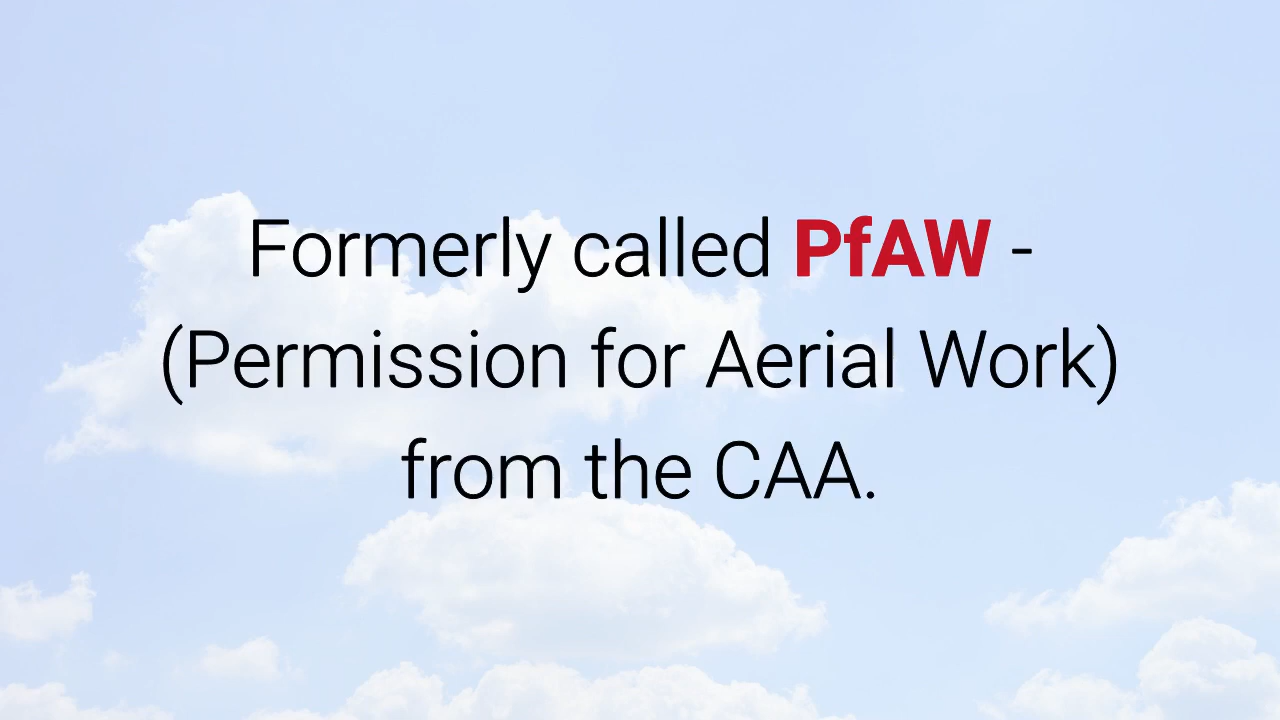 Formerly called PfAW -
(Permission for Aerial Work)
from the CAA.